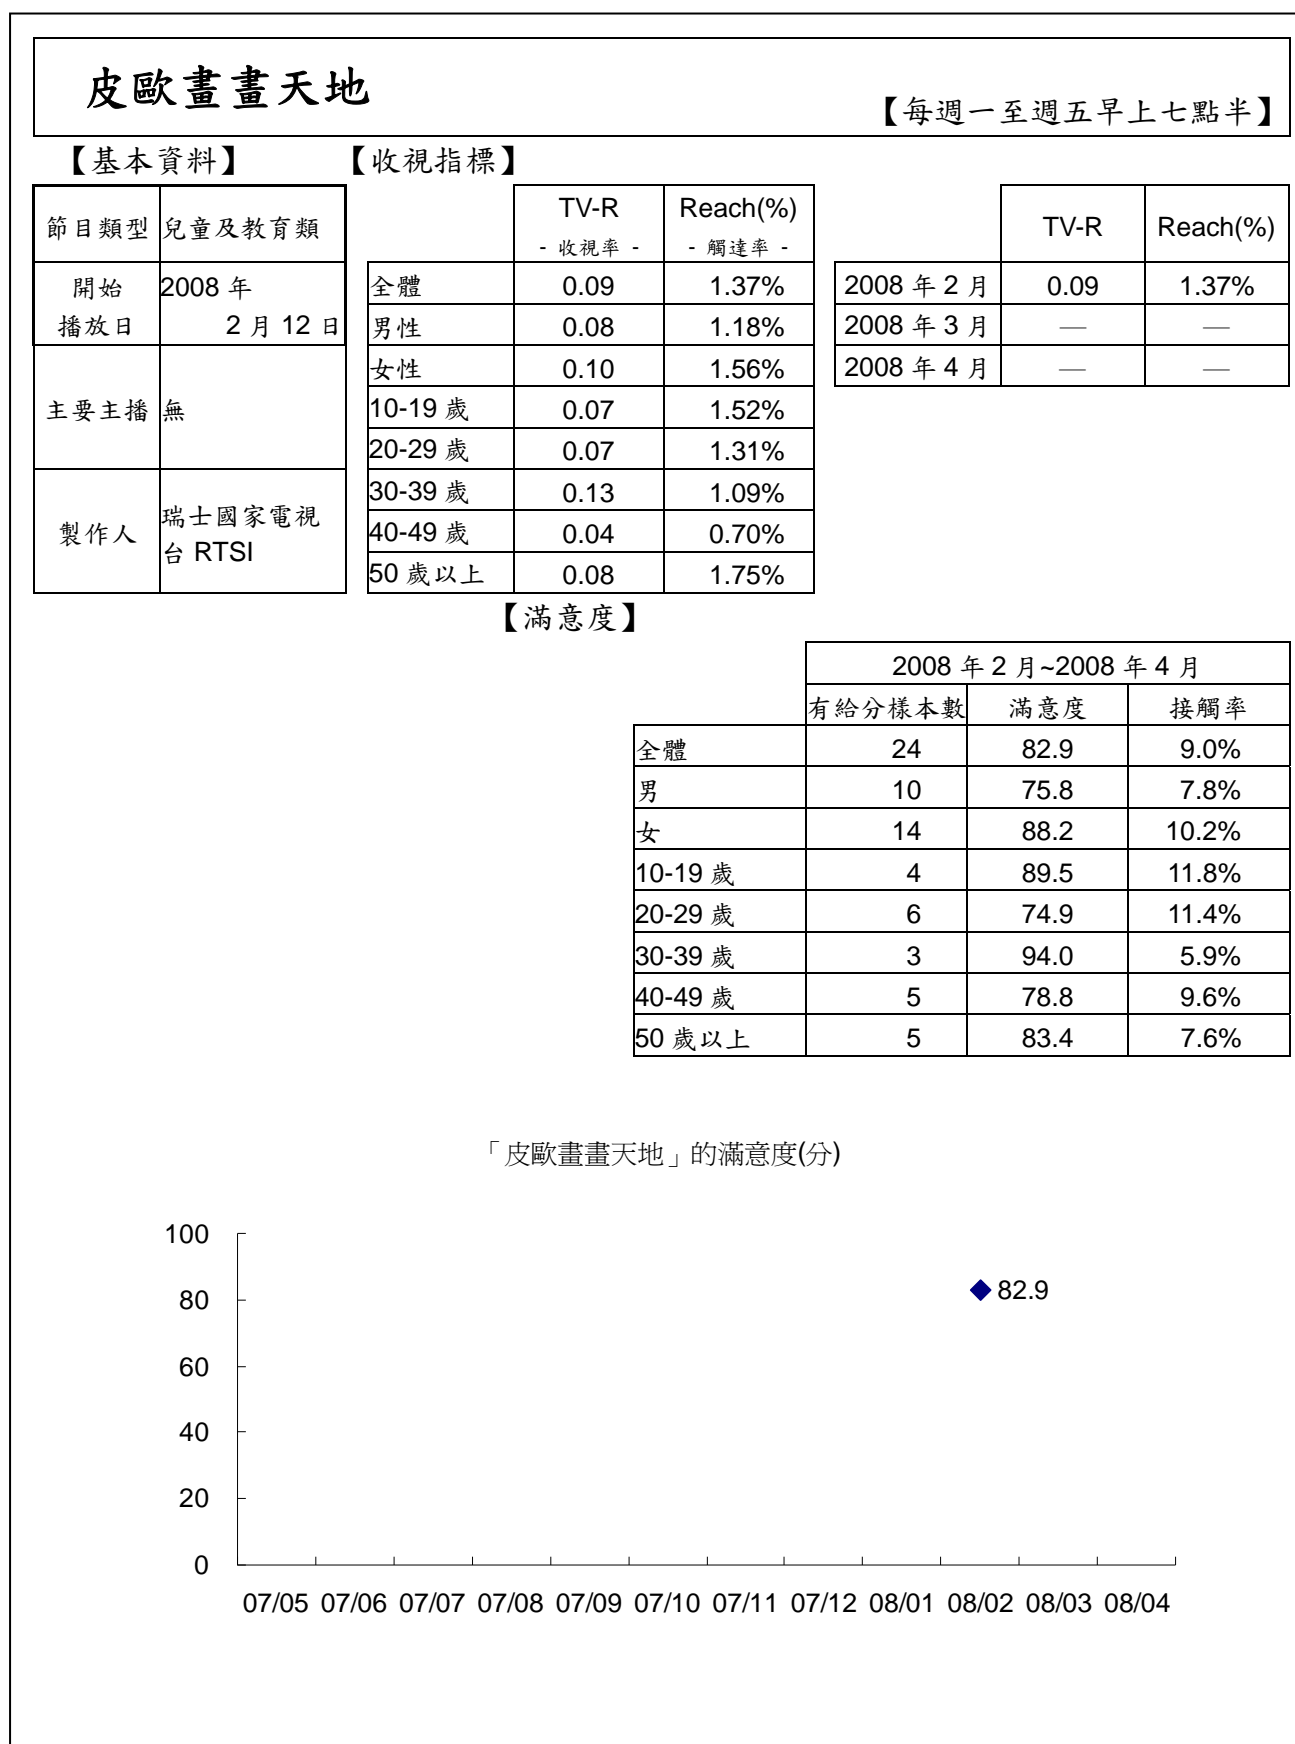 皮歐畫畫天地
【每週一至週五早上七點半】
【基本資料】 【收視指標】
節目類型 兒童及教育類
開始播放日 2008 年 2 月 12 日
主要主播 無
製作人 瑞士國家電視台 RTSI
TV-R Reach(%)
- 收視率 - - 觸達率 -
全體 0.09 1.37%
男性 0.08 1.18%
女性 0.10 1.56%
10-19 歲 0.07 1.52%
20-29 歲 0.07 1.31%
30-39 歲 0.13 1.09%
40-49 歲 0.04 0.70%
50 歲以上 0.08 1.75%
TV-R Reach(%)
2008 年 2 月 0.09 1.37%
2008 年 3 月 — —
2008 年 4 月 — —
【滿意度】
2008 年 2 月~2008 年 4 月
有給分樣本數 滿意度 接觸率
全體 24 82.9 9.0%
男 10 75.8 7.8%
女 14 88.2 10.2%
10-19 歲 4 89.5 11.8%
20-29 歲 6 74.9 11.4%
30-39 歲 3 94.0 5.9%
40-49 歲 5 78.8 9.6%
50 歲以上 5 83.4 7.6%
「皮歐畫畫天地」的滿意度(分)
100
80
60
40
20
0
82.9
07/05 07/06 07/07 07/08 07/09 07/10 07/11 07/12 08/01 08/02 08/03 08/04